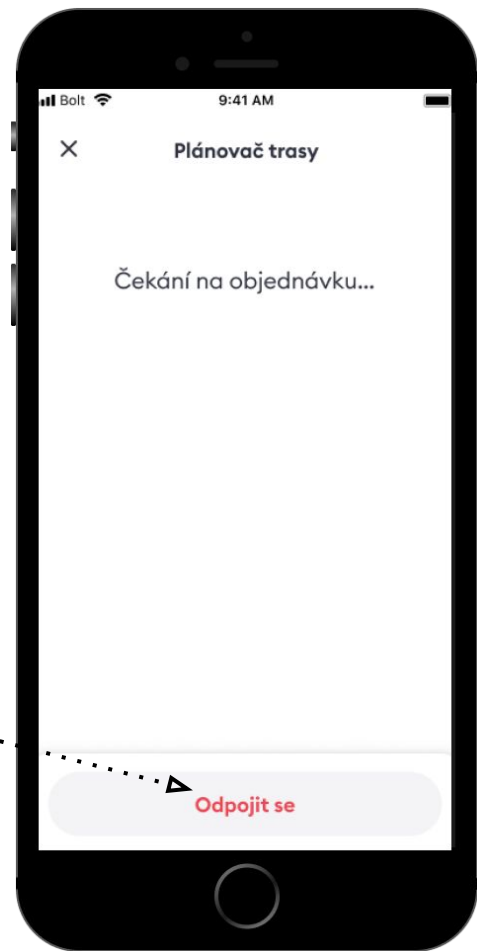 Bolt 9:41 AM
Plánovač trasy
Čekání na objednávku...
Odpojit se